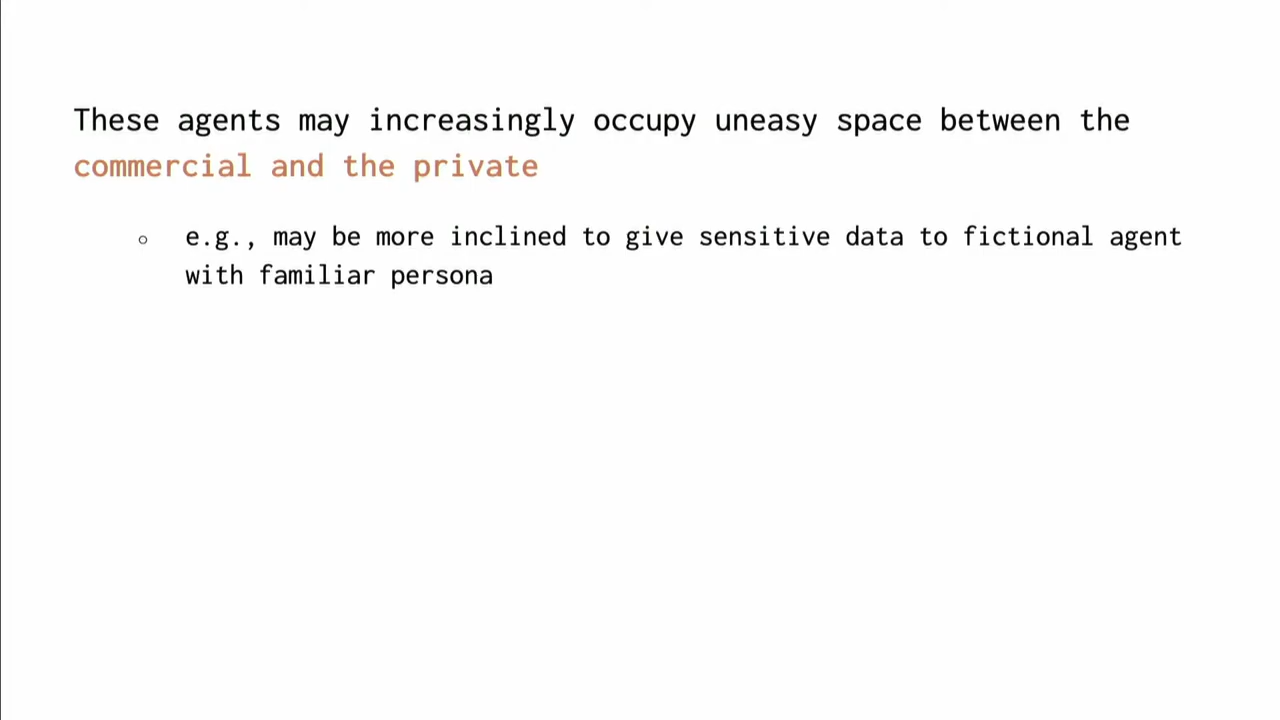 These agents may increasingly occupy uneasy space between the
commercial and the private
○ e.g., may be more inclined to give sensitive data to fictional agent
with familiar persona